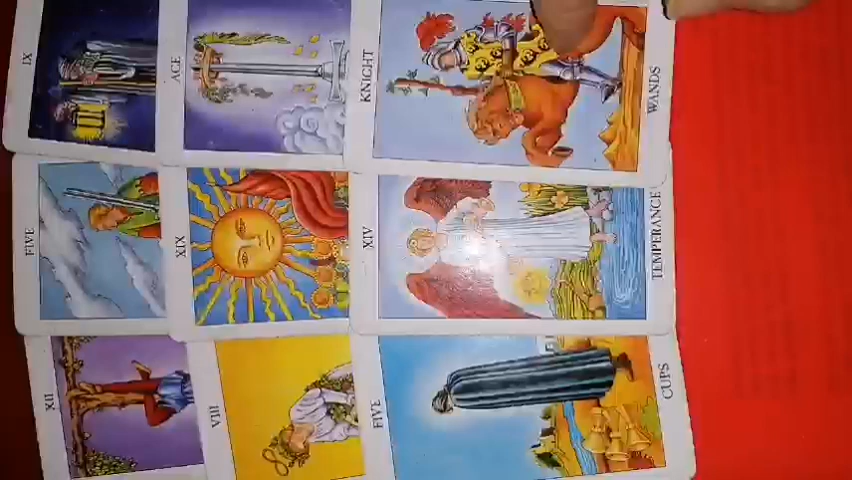 IX
ACE
KNIGHT
WANDS
FIVE
XIX
XIV
TEMPERANCE
XII
VIII
FIVE
CUPS